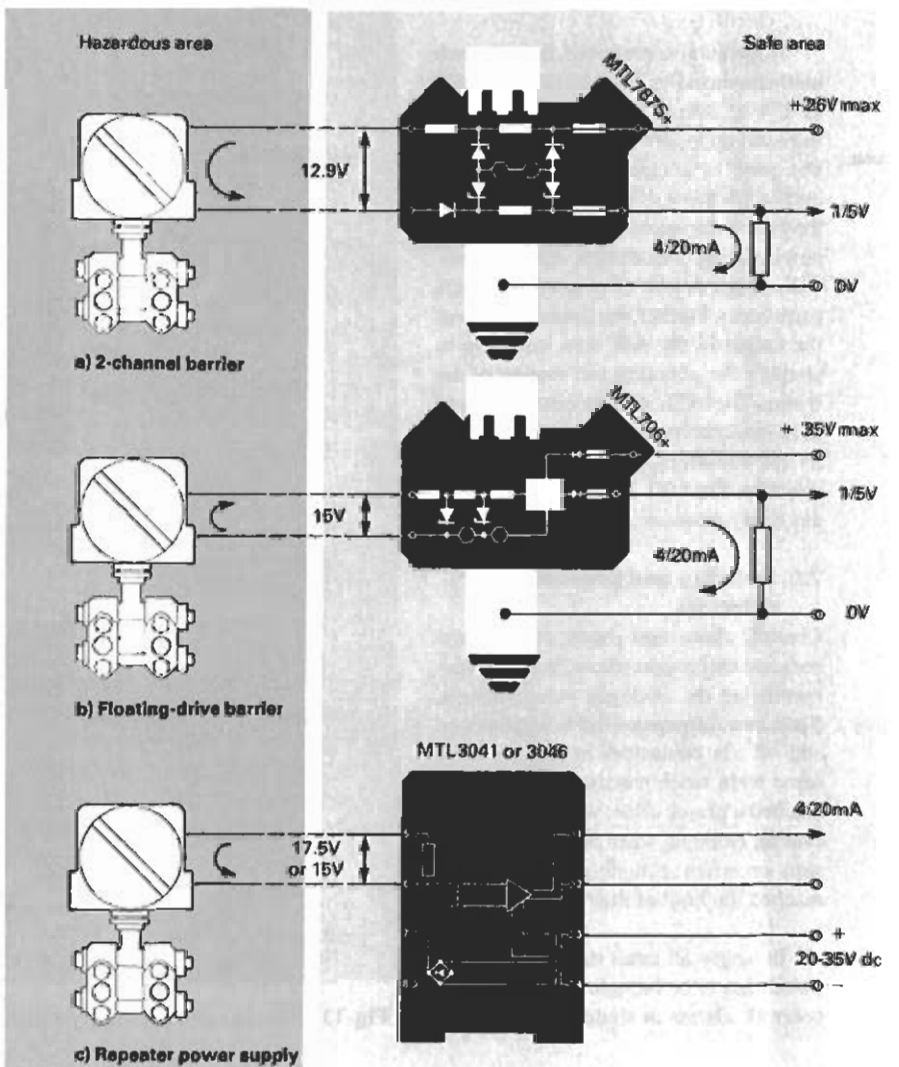 Hazardous area
Safe area
MTL787S
+26V max
12.9V
1/5V
4/20mA
0V
a) 2-channel barrier
MTL706
+ 35V max
15V
1/5V
4/20mA
0V
b) Floating-drive barrier
MTL3041 or 3046
4/20mA
17.5V
or 15V
+
20-35V dc
-
c) Repeater power supply